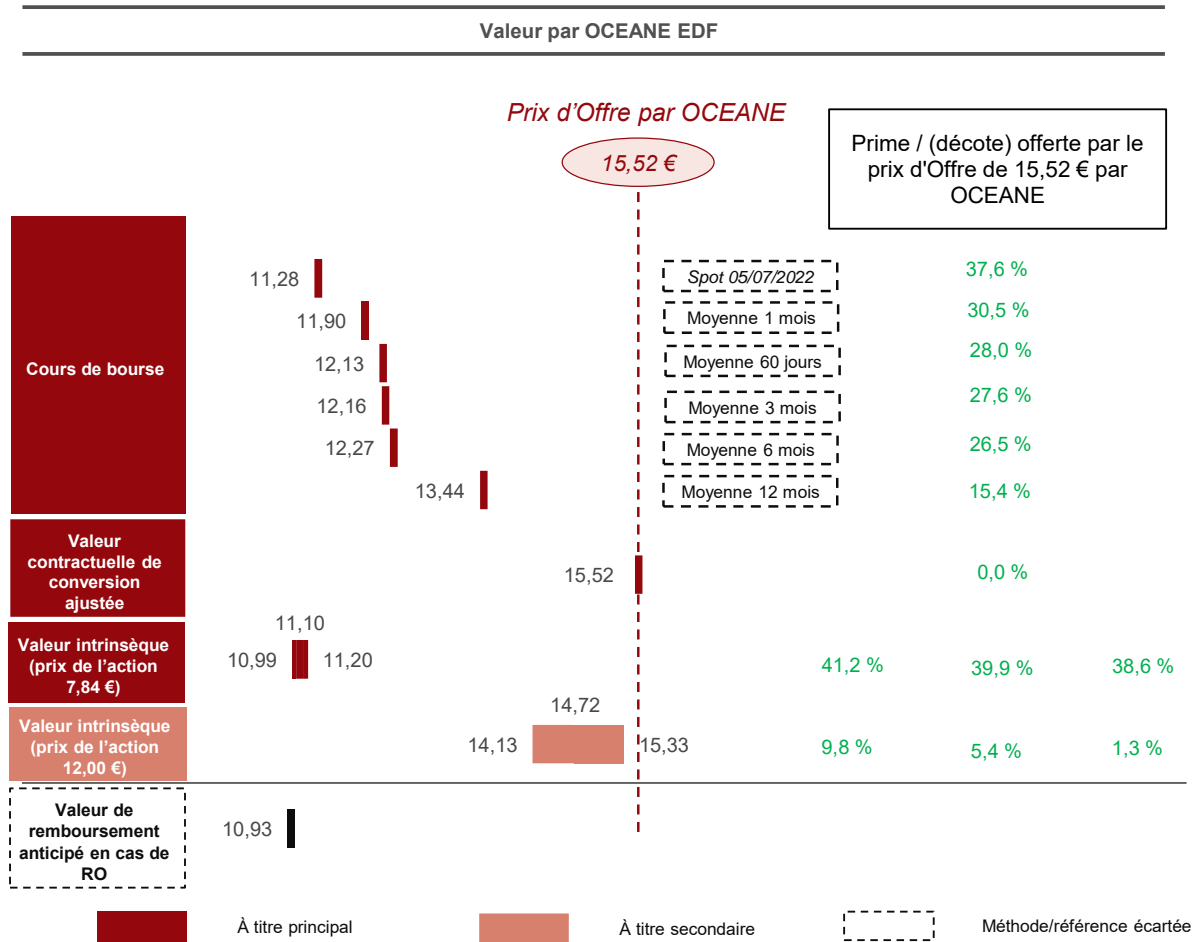 Valeur par OCEANE EDF
Prix d'Offre par OCEANE
15,52 €
Prime / (décote) offerte par le
prix d'Offre de 15,52 € par
OCEANE
Cours de bourse
11,28
Spot 05/07/2022
37,6 %
11,90
Moyenne 1 mois
30,5 %
12,13
Moyenne 60 jours
28,0 %
12,16
Moyenne 3 mois
27,6 %
12,27
Moyenne 6 mois
26,5 %
13,44
Moyenne 12 mois
15,4 %
Valeur
contractuelle de
conversion
ajustée
15,52
0,0 %
Valeur intrinsèque
(prix de l'action
7,84 €)
11,10
10,99
11,20
41,2 %
39,9 %
38,6 %
Valeur intrinsèque
(prix de l'action
12,00 €)
14,72
14,13
15,33
9,8 %
5,4 %
1,3 %
Valeur de
remboursement
anticipé en cas de
RO
10,93
À titre principal
À titre secondaire
Méthode/référence écartée